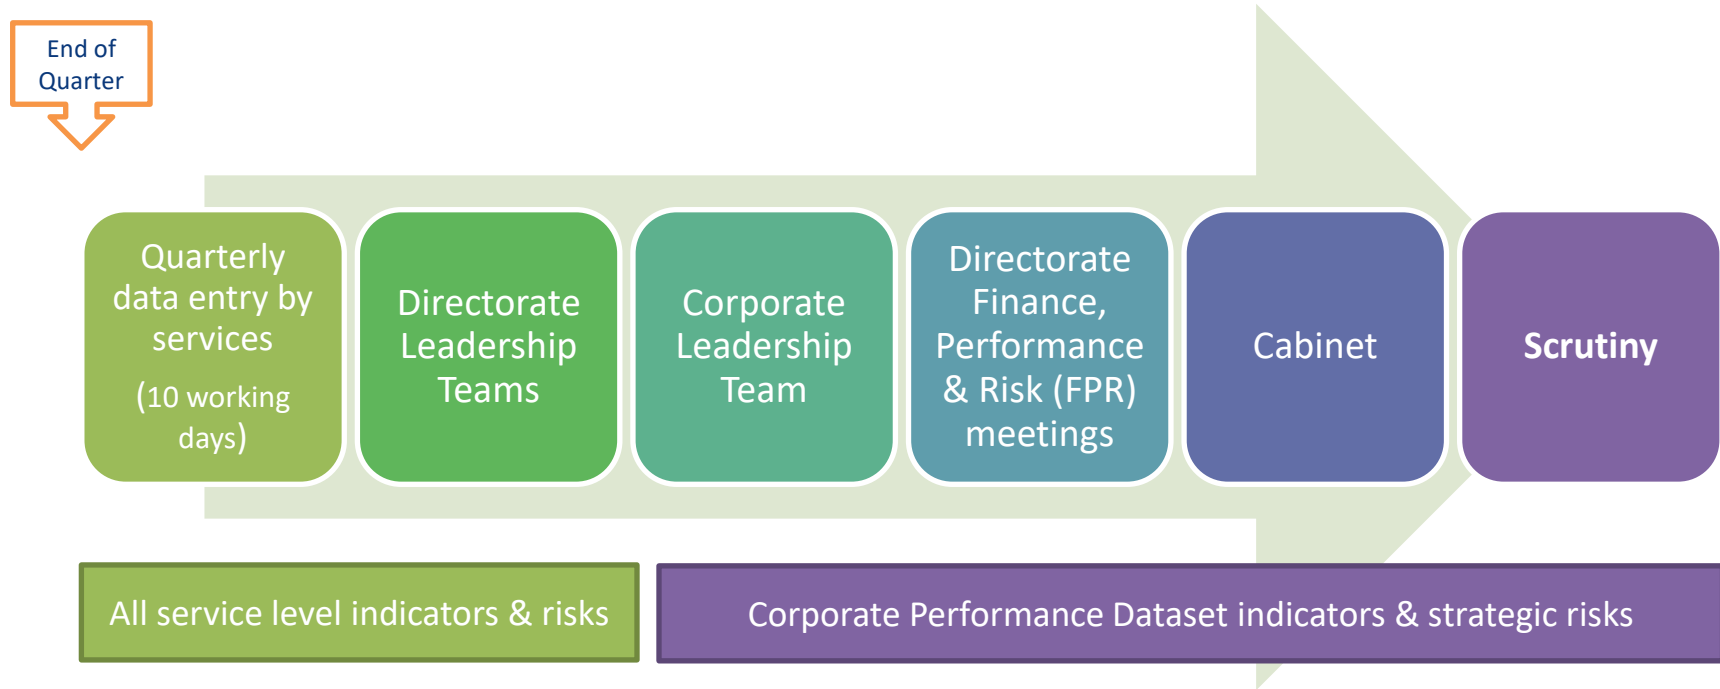 End of
Quarter
Quarterly
data entry by
services
(10 working
days)
Directorate
Leadership
Teams
Corporate
Leadership
Team
Directorate
Finance,
Performance
& Risk (FPR)
meetings
Cabinet
Scrutiny
All service level indicators & risks
Corporate Performance Dataset indicators & strategic risks